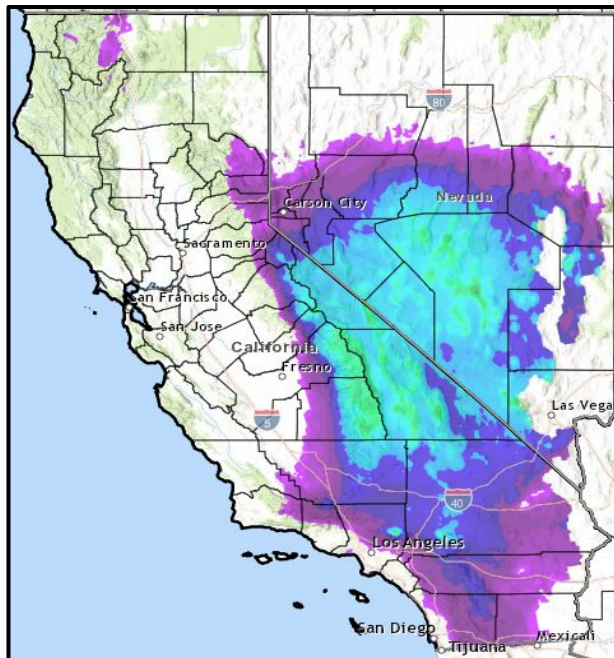 80
Nevada
Carson City
Sacramento
San Francisco
San Jose
California
Fresno
Las Vega
5
40
Los Angeles
San Diego
Tijuana
Mexicali